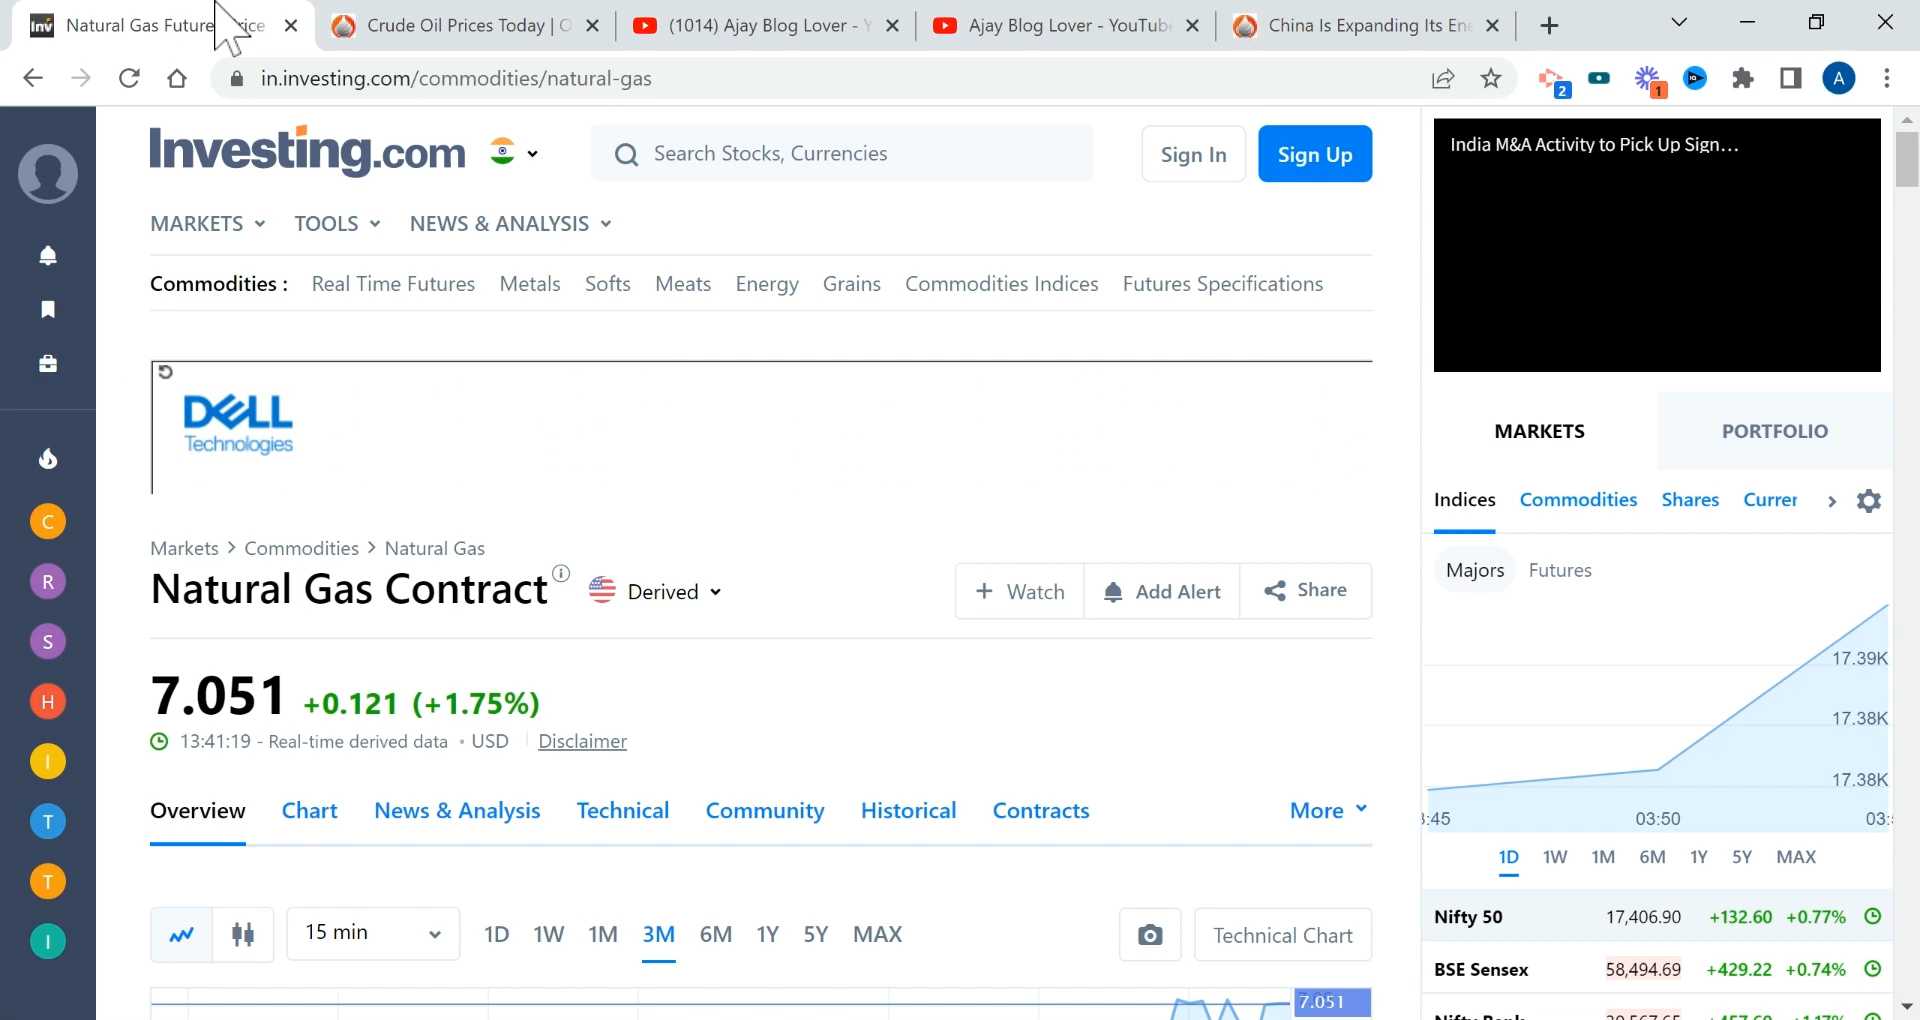 Inv Natural Gas Future rice
Crude Oil Prices Today | O
(1014) Ajay Blog Lover - Y
Ajay Blog Lover - YouTube
China Is Expanding Its Ene
in.investing.com/commodities/natural-gas
2
1
A
Investing.com
Search Stocks, Currencies
Sign In
Sign Up
India M&A Activity to Pick Up Sign...
MARKETS TOOLS NEWS & ANALYSIS
Commodities : Real Time Futures Metals Softs Meats Energy Grains Commodities Indices Futures Specifications
DELL
Technologies
MARKETS PORTFOLIO
Indices Commodities Shares Curren
Majors Futures
Markets > Commodities > Natural Gas
Natural Gas Contract
Derived
+ Watch
Add Alert
Share
7.051 +0.121 (+1.75%)
13:41:19 - Real-time derived data • USD Disclaimer
Overview Chart News & Analysis Technical Community Historical Contracts More
15 min
1D 1W 1M 3M 6M 1Y 5Y MAX
Technical Chart
7.051
17.39K
17.38K
17.38K
:45 03:50 03:
1D 1W 1M 6M 1Y 5Y MAX
Nifty 50 17,406.90 +132.60 +0.77%
BSE Sensex 58,494.69 +429.22 +0.74%
C
R
S
H
I
T
T
I